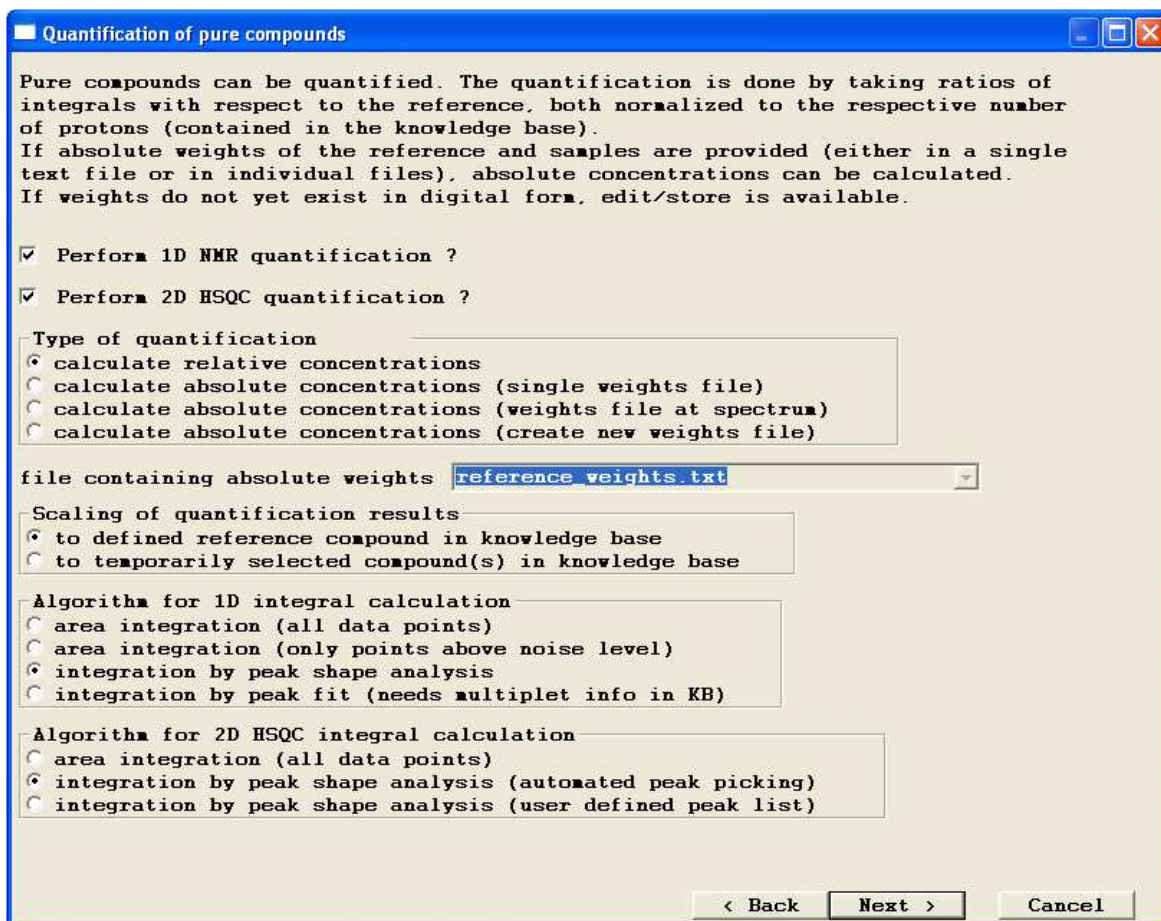 Quantification of pure compounds
Pure compounds can be quantified. The quantification is done by taking ratios of
integrals with respect to the reference, both normalized to the respective number
of protons (contained in the knowledge base).
If absolute weights of the reference and samples are provided (either in a single
text file or in individual files), absolute concentrations can be calculated.
If weights do not yet exist in digital form, edit/store is available.
Perform 1D NMR quantification ?
Perform 2D HSQC quantification ?
Type of quantification
calculate relative concentrations
calculate absolute concentrations (single weights file)
calculate absolute concentrations (weights file at spectrum)
calculate absolute concentrations (create new weights file)
file containing absolute weights reference_weights.txt
Scaling of quantification results
to defined reference compound in knowledge base
to temporarily selected compound(s) in knowledge base
Algorithm for 1D integral calculation
area integration (all data points)
area integration (only points above noise level)
integration by peak shape analysis
integration by peak fit (needs multiplet info in KB)
Algorithm for 2D HSQC integral calculation
area integration (all data points)
integration by peak shape analysis (automated peak picking)
integration by peak shape analysis (user defined peak list)
< Back Next > Cancel